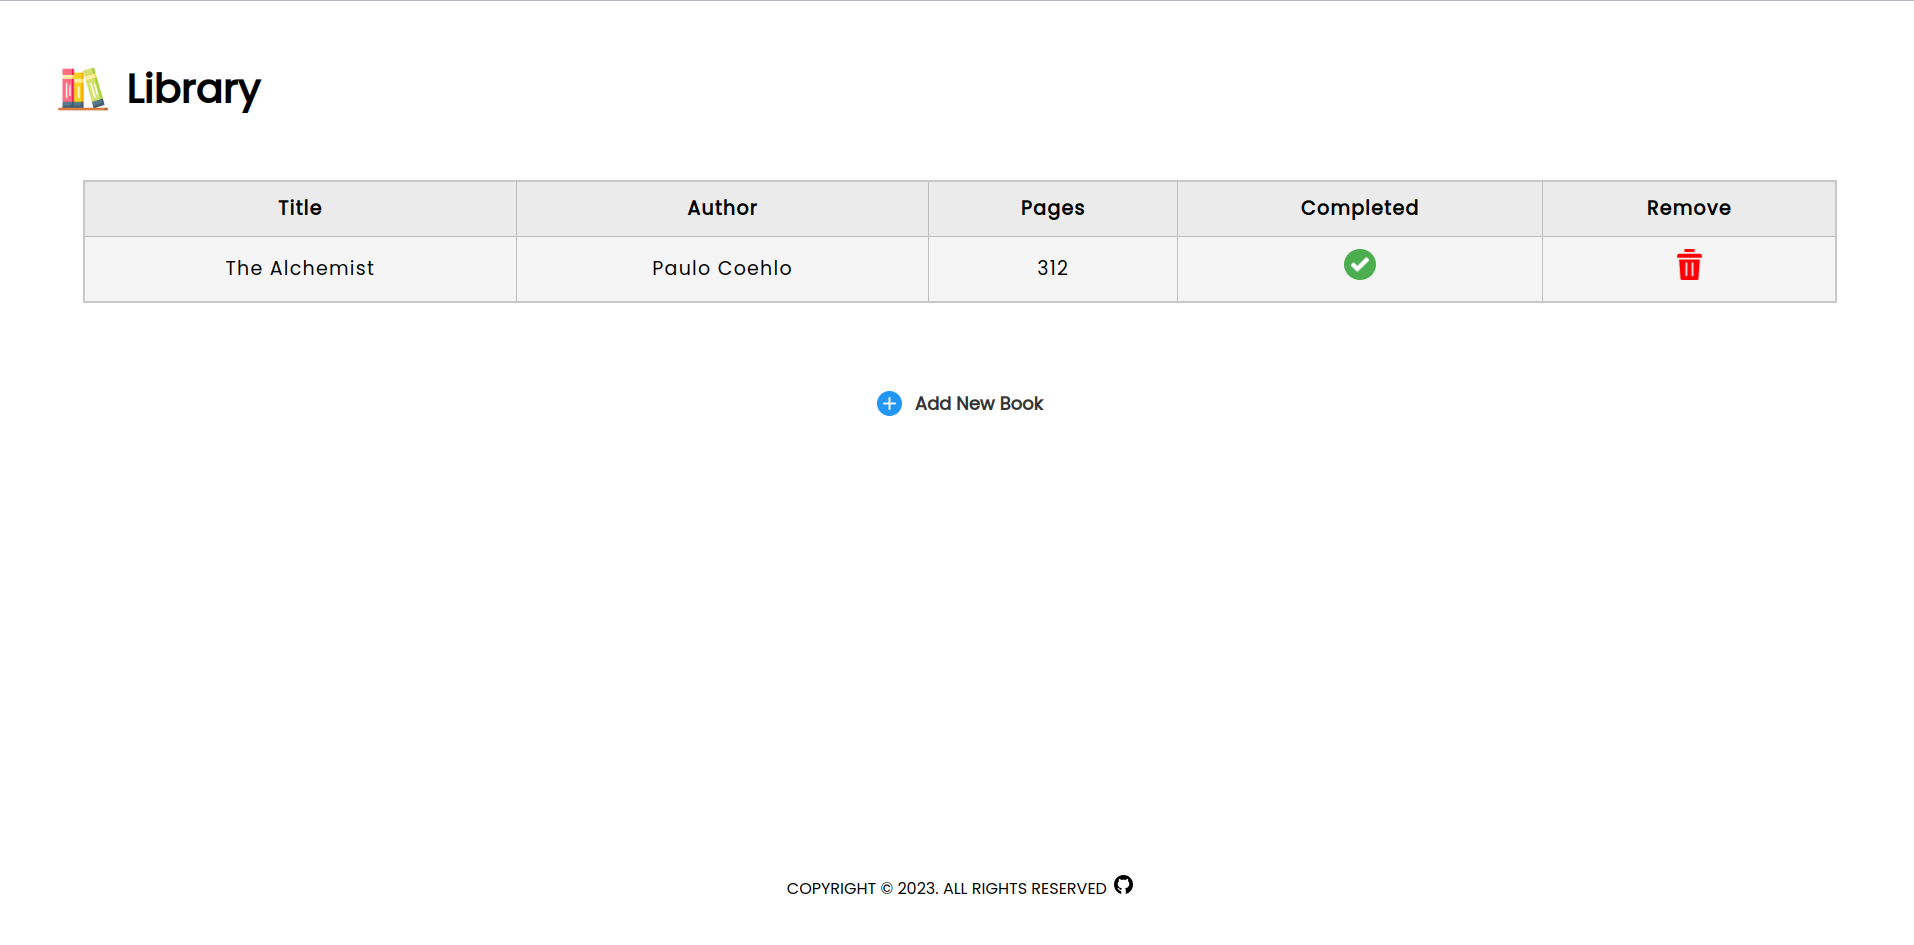 Library
Title Author Pages Completed Remove
The Alchemist Paulo Coehlo 312
Add New Book
COPYRIGHT © 2023. ALL RIGHTS RESERVED